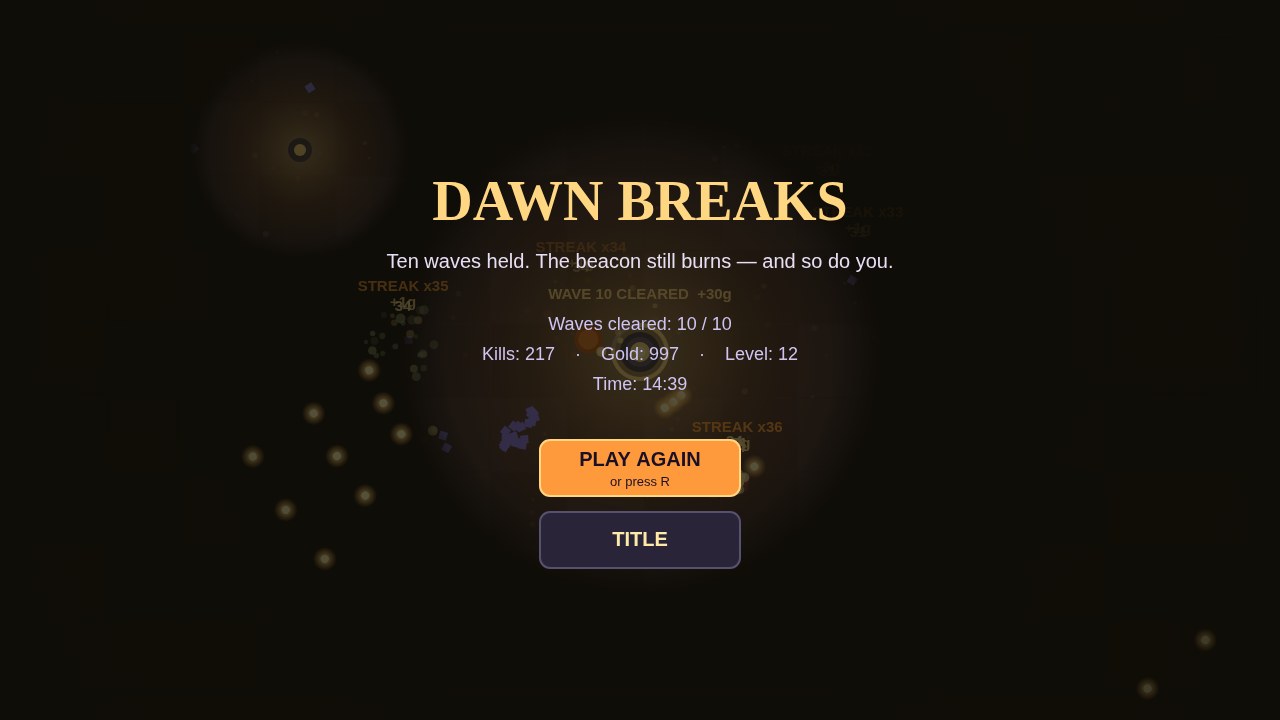 DAWN BREAKS
STREAK x34
Ten waves held. The beacon still burns — and so do you.
STREAK x35
WAVE 10 CLEARED +30g
Waves cleared: 10 / 10
Kills: 217 · Gold: 997 · Level: 12
Time: 14:39
STREAK x36
PLAY AGAIN
or press R
TITLE